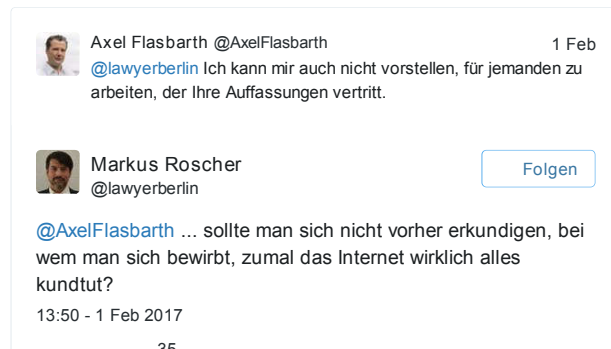 Axel Flasbarth @AxelFlasbarth 1 Feb
@lawyerberlin Ich kann mir auch nicht vorstellen, für jemanden zu
arbeiten, der Ihre Auffassungen vertritt.
Markus Roscher
@lawyerberlin
Folgen
@AxelFlasbarth ... sollte man sich nicht vorher erkundigen, bei
wem man sich bewirbt, zumal das Internet wirklich alles
kundtut?
13:50 - 1 Feb 2017
35